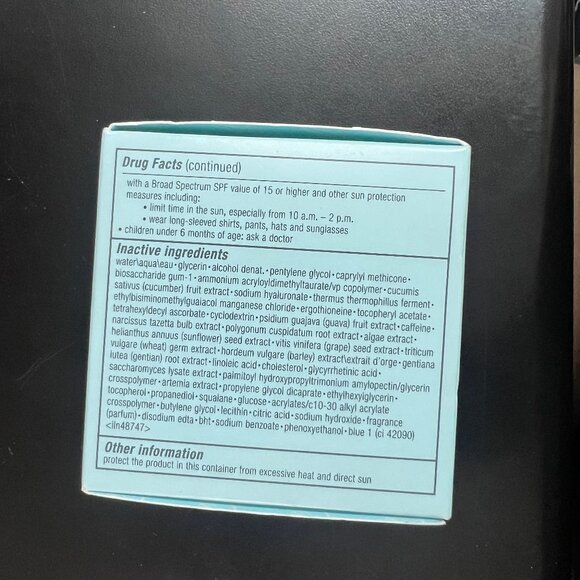 Drug Facts (continued)
with a Broad Spectrum SPF value of 15 or higher and other sun protection
measures including:
• limit time in the sun, especially from 10 a.m. – 2 p.m.
• wear long-sleeved shirts, pants, hats and sunglasses
• children under 6 months of age: ask a doctor
Inactive ingredients
water\aqua\eau•glycerin•alcohol denat.•pentylene glycol•caprylyl methicone•
biosaccharide gum-1•ammonium acryloyldimethyltaurate/vp copolymer•cucumis
sativus (cucumber) fruit extract•sodium hyaluronate•thermus thermophillus ferment•
ethylbisiminomethylguaiacol manganese chloride•ergothioneine•tocopheryl acetate•
tetrahexyldecyl ascorbate•cyclodextrin•psidium guajava (guava) fruit extract•caffeine•
narcissus tazetta bulb extract•polygonum cuspidatum root extract•algae extract•
helianthus annuus (sunflower) seed extract•vitis vinifera (grape) seed extract•triticum
vulgare (wheat) germ extract•hordeum vulgare (barley) extract\extrait d'orge•gentiana
lutea (gentian) root extract•linoleic acid•cholesterol•glycyrrhetinic acid•
saccharomyces lysate extract•palmitoyl hydroxypropyltrimonium amylopectin/glycerin
crosspolymer•artemia extract•propylene glycol dicaprate•ethylhexylglycerin•
tocopherol•propanediol•squalane•glucose•acrylates/c10-30 alkyl acrylate
crosspolymer•butylene glycol•lecithin•citric acid•sodium hydroxide•fragrance
(parfum)•disodium edta•bht•sodium benzoate•phenoxyethanol•blue 1 (ci 42090)
<iln48747>
Other information
protect the product in this container from excessive heat and direct sun